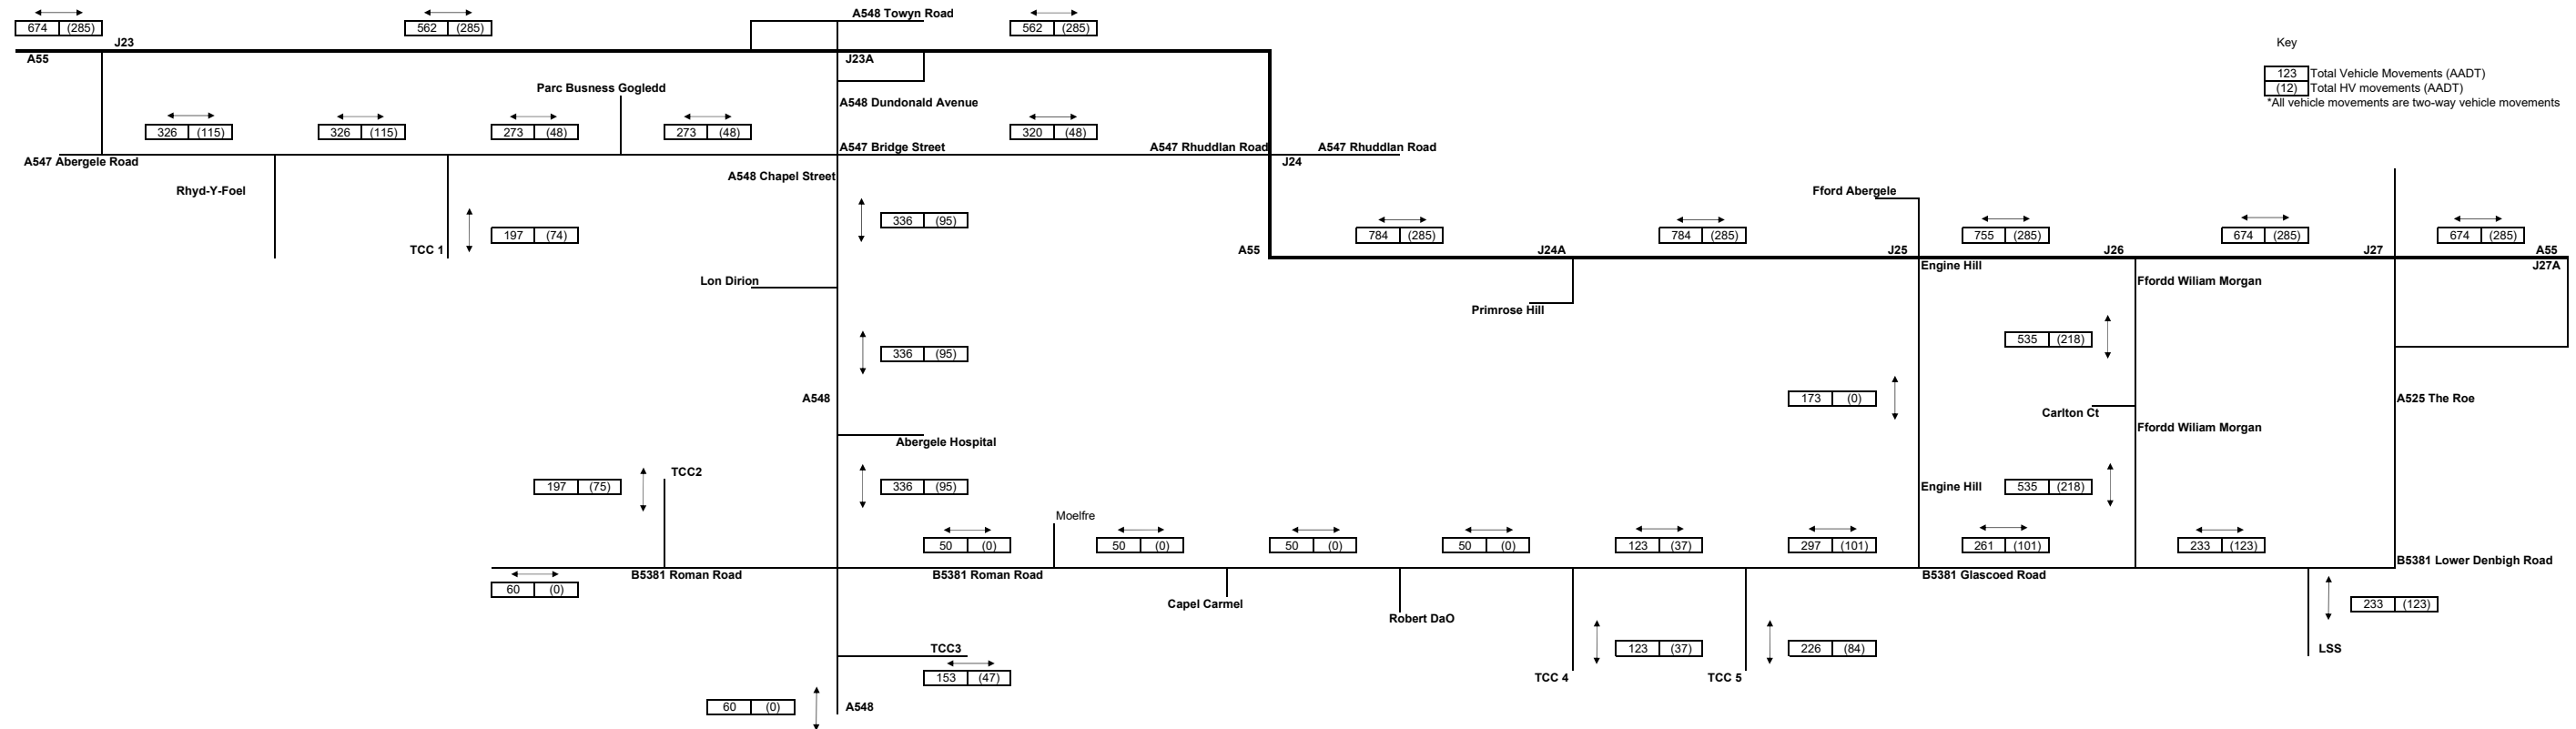 A548 Towyn Road
674 (285)
562 (285)
562 (285)
J23
Key
A55
J23A
123 Total Vehicle Movements (AADT)
(12) Total HV movements (AADT)
*All vehicle movements are two-way vehicle movements
Parc Busness Gogledd
A548 Dundonald Avenue
326 (115)
326 (115)
273 (48)
273 (48)
320 (48)
A547 Abergele Road
A547 Bridge Street
A547 Rhuddlan Road
A547 Rhuddlan Road
J24
A548 Chapel Street
Rhyd-Y-Foel
Fford Abergele
336 (95)
197 (74)
784 (285)
784 (285)
755 (285)
674 (285)
674 (285)
TCC 1
A55
J24A
J25
J26
J27
A55
Engine Hill
J27A
Lon Dirion
Ffordd Wiliam Morgan
Primrose Hill
535 (218)
336 (95)
A548
173 (0)
A525 The Roe
Carlton Ct
Ffordd Wiliam Morgan
Abergele Hospital
TCC2
197 (75)
336 (95)
Engine Hill
535 (218)
Moelfre
50 (0)
50 (0)
50 (0)
50 (0)
123 (37)
297 (101)
261 (101)
233 (123)
B5381 Lower Denbigh Road
B5381 Roman Road
B5381 Roman Road
B5381 Glascoed Road
60 (0)
Capel Carmel
233 (123)
Robert DaO
TCC3
123 (37)
226 (84)
LSS
153 (47)
TCC 4
TCC 5
60 (0)
A548